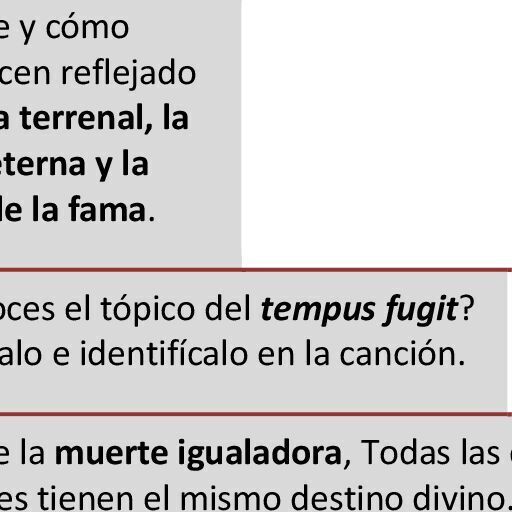 e y cómo
cen reflejado
a terrenal, la
eterna y la
de la fama.
oces el tópico del tempus fugit?
alo e identifícalo en la canción.
e la muerte igualadora, Todas las
es tienen el mismo destino divino.